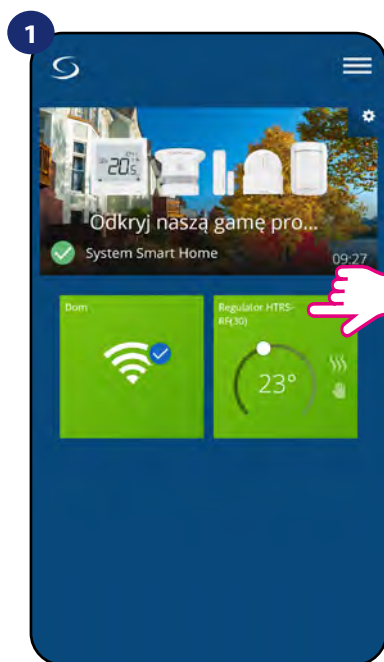 1
20.5
Odkryj naszą gamę pro...
System Smart Home
09:27
Dom
Regulator HTRS-
RF(30)
23°